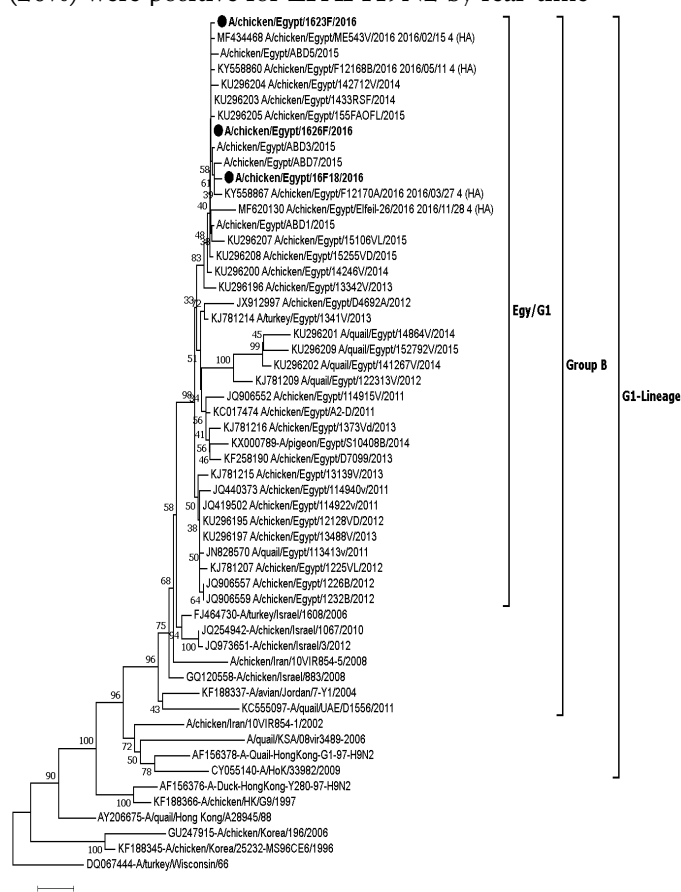 were positive for
A/chicken/Egypt/1623F/2016
MF434468 A/chicken/Egypt/ME543V/2016 2016/02/15 4 (HA)
A/chicken/Egypt/ABD5/2015
KY558860 A/chicken/Egypt/F12168B/2016 2016/05/11 4 (HA)
KU296204 A/chicken/Egypt/142712V/2014
KU296203 A/chicken/Egypt/1433RSF/2014
KU296205 A/chicken/Egypt/155FAOFL/2015
A/chicken/Egypt/1626F/2016
A/chicken/Egypt/ABD3/2015
A/chicken/Egypt/ABD7/2015
58
A/chicken/Egypt/16F18/2016
61
KY558867 A/chicken/Egypt/F12170A/2016 2016/03/27 4 (HA)
39
40
MF620130 A/chicken/Egypt/Elfeil-26/2016 2016/11/28 4 (HA)
A/chicken/Egypt/ABD1/2015
48
KU296207 A/chicken/Egypt/15106VL/2015
KU296208 A/chicken/Egypt/15255VD/2015
83
KU296200 A/chicken/Egypt/14246V/2014
KU296196 A/chicken/Egypt/13342V/2013
33
JX912997 A/chicken/Egypt/D4692A/2012
Egy/G1
KJ781214 A/turkey/Egypt/1341V/2013
45
KU296201 A/quail/Egypt/14864V/2014
99
KU296209 A/quail/Egypt/152792V/2015
51
100
KU296202 A/quail/Egypt/141267V/2014
Group B
KJ781209 A/quail/Egypt/122313V/2012
98
JQ906552 A/chicken/Egypt/114915V/2011
G1-Lineage
KC017474 A/chicken/Egypt/A2-D/2011
56
KJ781216 A/chicken/Egypt/1373Vd/2013
41
KX000789-A/pigeon/Egypt/S10408B/2014
56
KF258190 A/chicken/Egypt/D7099/2013
46
KJ781215 A/chicken/Egypt/13139V/2013
JQ440373 A/chicken/Egypt/114940v/2011
50
JQ419502 A/chicken/Egypt/114922v/2011
58
KU296195 A/chicken/Egypt/12128VD/2012
38
KU296197 A/chicken/Egypt/13488V/2013
JN828570 A/quail/Egypt/113413v/2011
50
KJ781207 A/chicken/Egypt/1225VL/2012
68
JQ906557 A/chicken/Egypt/1226B/2012
JQ906559 A/chicken/Egypt/1232B/2012
64
FJ464730-A/turkey/Israel/1608/2006
75
JQ254942-A/chicken/Israel/1067/2010
94
JQ973651-A/chicken/Israel/3/2012
100
A/chicken/Iran/10VIR854-5/2008
96
GQ120558-A/chicken/Israel/883/2008
KF188337-A/avian/Jordan/7-Y1/2004
96
KC555097-A/quail/UAE/D1556/2011
43
A/chicken/Iran/10VIR854-1/2002
A/quail/KSA/08vir3489-2006
100
72
AF156378-A-Quail-HongKong-G1-97-H9N2
50
CY055140-A/HoK/33982/2009
78
90
AF156376-A-Duck-HongKong-Y280-97-H9N2
KF188366-A/chicken/HK/G9/1997
100
AY206675-A/quail/Hong Kong/A28945/88
GU247915-A/chicken/Korea/196/2006
KF188345-A/chicken/Korea/25232-MS96CE6/1996
100
DQ067444-A/turkey/Wisconsin/66